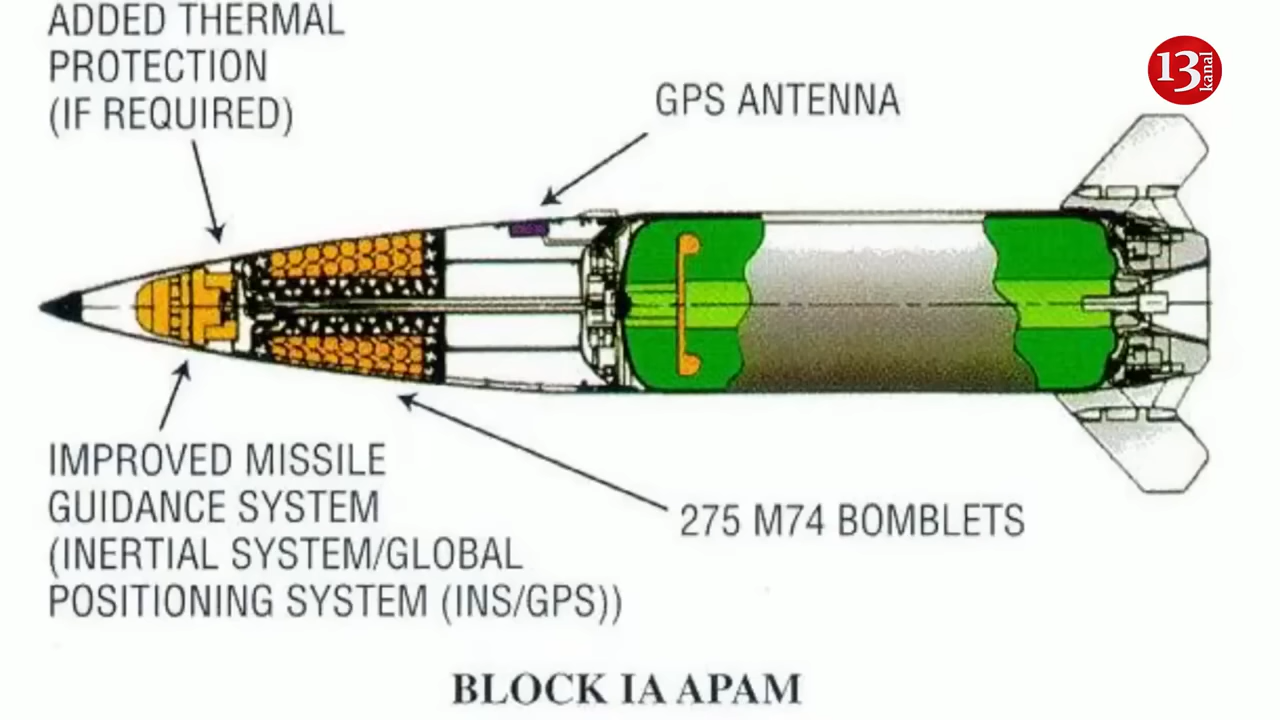 ADDED THERMAL
PROTECTION
(IF REQUIRED)
GPS ANTENNA
13 kanal
IMPROVED MISSILE
GUIDANCE SYSTEM
(INERTIAL SYSTEM/GLOBAL
POSITIONING SYSTEM (INS/GPS))
275 M74 BOMBLETS
BLOCK IA APAM